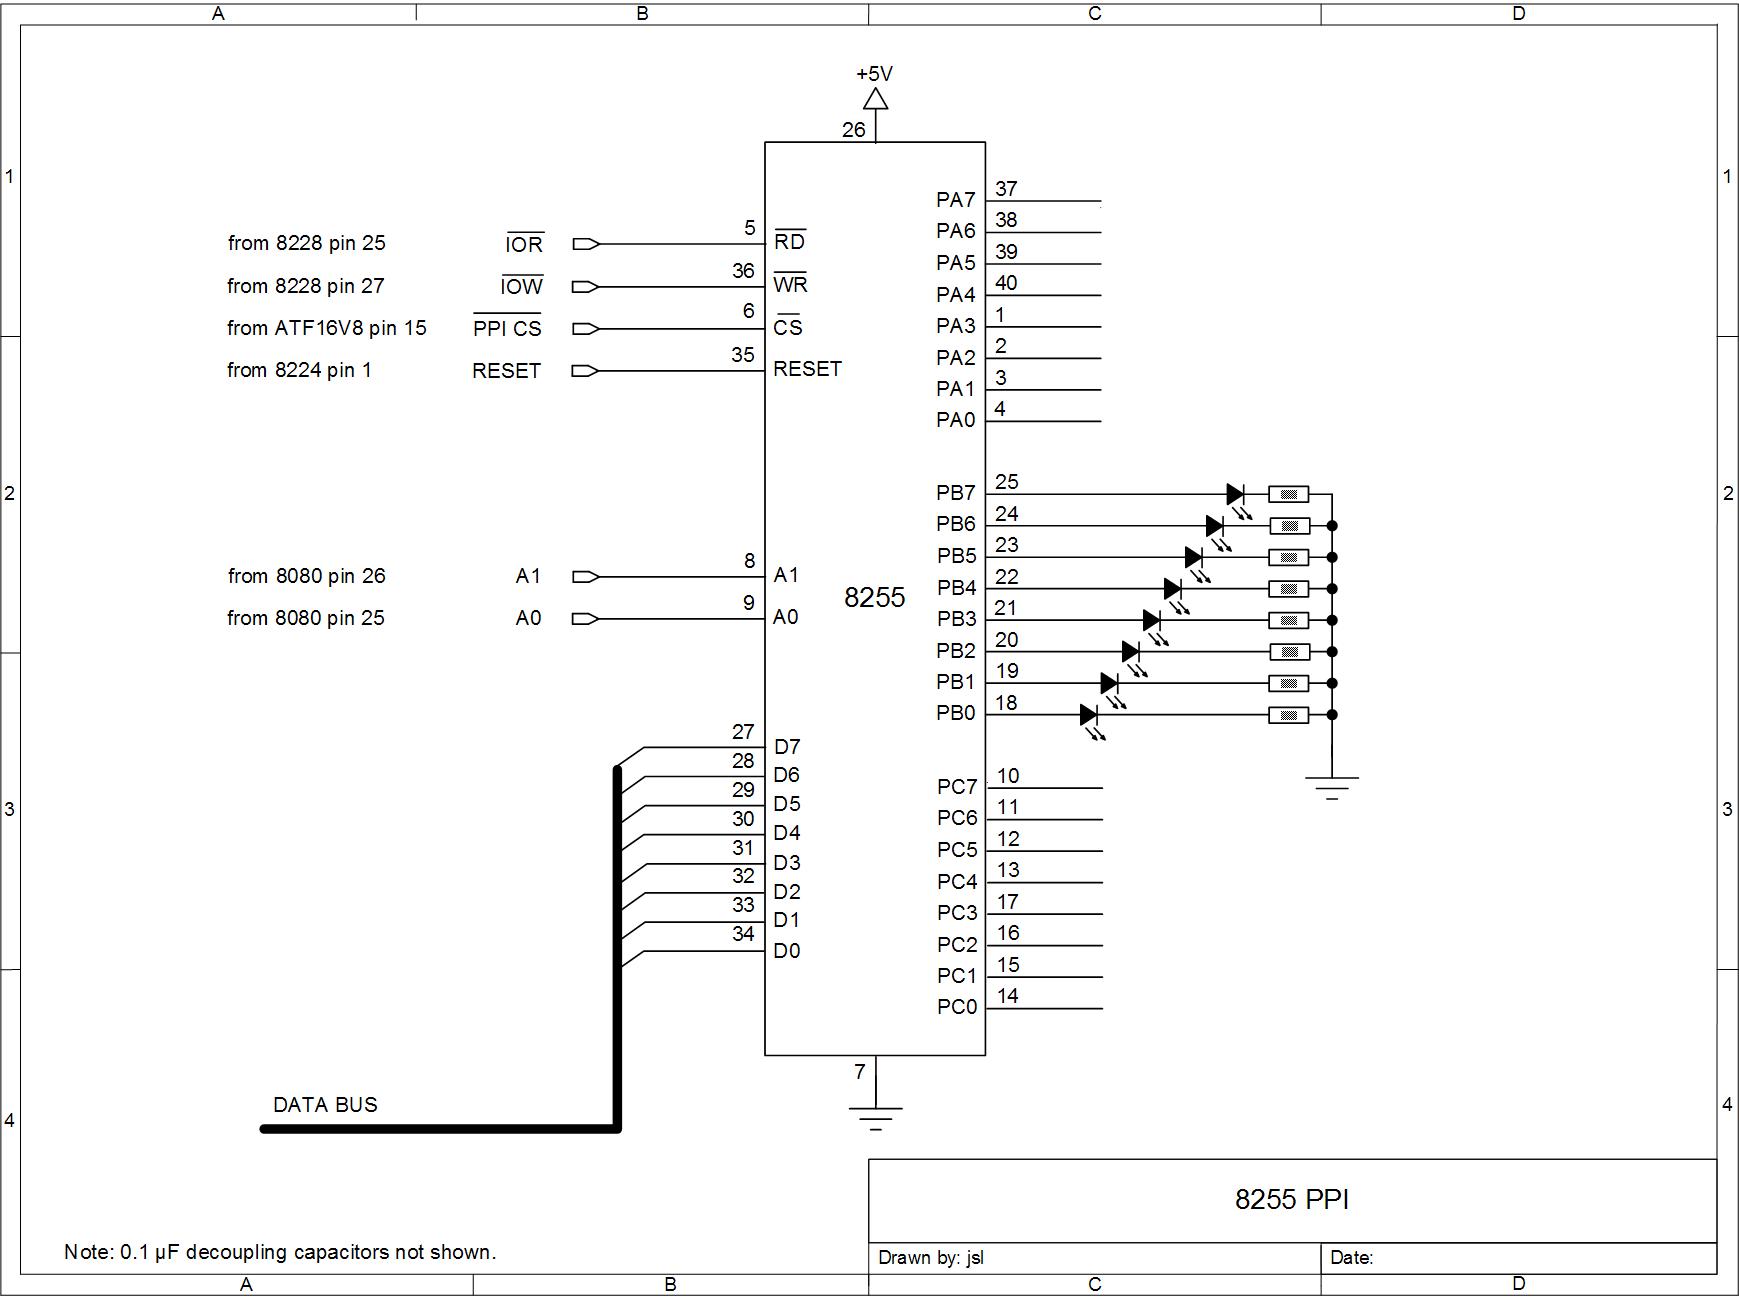 A B C D
+5V
26
1 1
PA7 37
PA6 38
PA5 39
PA4 40
PA3 1
PA2 2
PA1 3
PA0 4
from 8228 pin 25 IOR 5 RD
from 8228 pin 27 IOW 36 WR
from ATF16V8 pin 15 PPI CS 6 CS
from 8224 pin 1 RESET 35 RESET
2 2
PB7 25
PB6 24
PB5 23
PB4 22
PB3 21
PB2 20
PB1 19
PB0 18
from 8080 pin 26 A1 8 A1
from 8080 pin 25 A0 9 A0
8255
27 D7
28 D6
29 D5
30 D4
31 D3
32 D2
33 D1
34 D0
3 3
PC7 10
PC6 11
PC5 12
PC4 13
PC3 17
PC2 16
PC1 15
PC0 14
7
DATA BUS
4 4
8255 PPI
Note: 0.1 µF decoupling capacitors not shown.
Drawn by: jsl Date:
A B C D